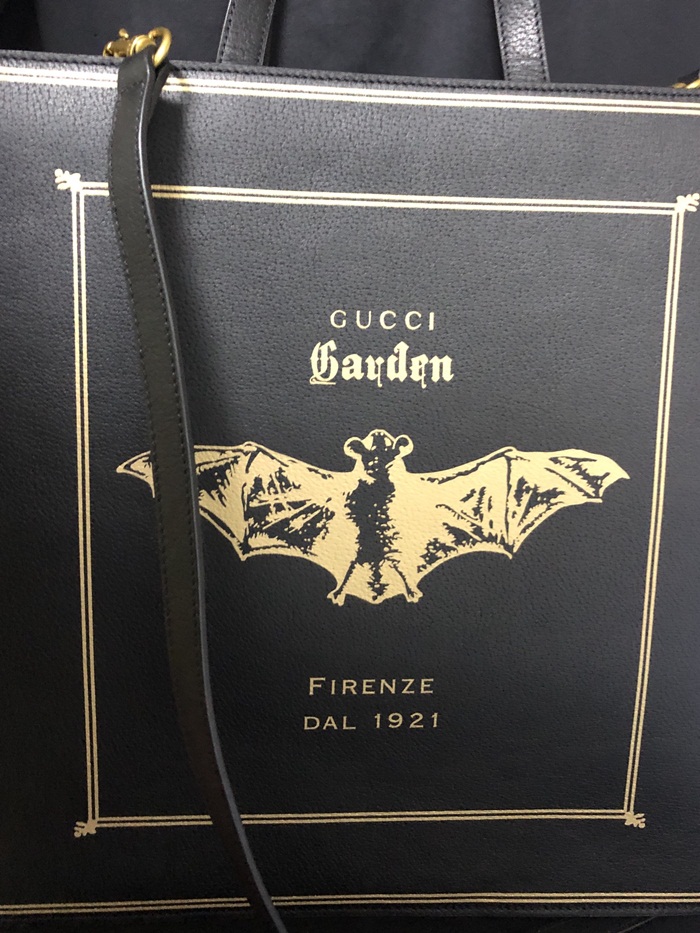 GUCCI
Garden
FIRENZE
DAL 1921